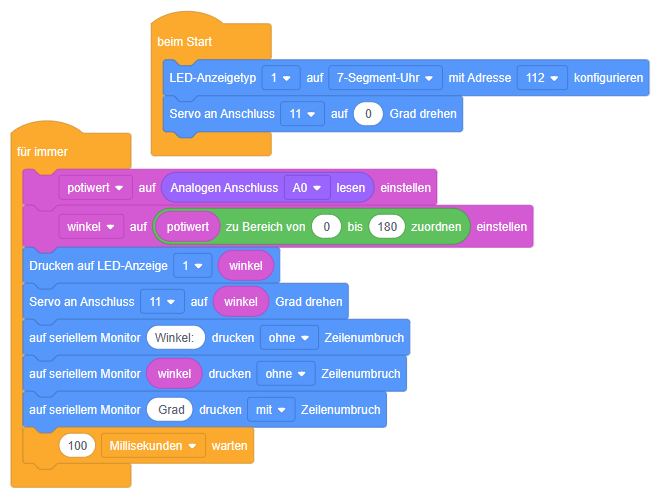 beim Start
LED-Anzeigetyp 1 auf 7-Segment-Uhr mit Adresse 112 konfigurieren
Servo an Anschluss 11 auf 0 Grad drehen
für immer
potiwert auf Analogen Anschluss A0 lesen einstellen
winkel auf potiwert zu Bereich von 0 bis 180 zuordnen einstellen
Drucken auf LED-Anzeige 1 winkel
Servo an Anschluss 11 auf winkel Grad drehen
auf seriellem Monitor Winkel: drucken ohne Zeilenumbruch
auf seriellem Monitor winkel drucken ohne Zeilenumbruch
auf seriellem Monitor Grad drucken mit Zeilenumbruch
100 Millisekunden warten